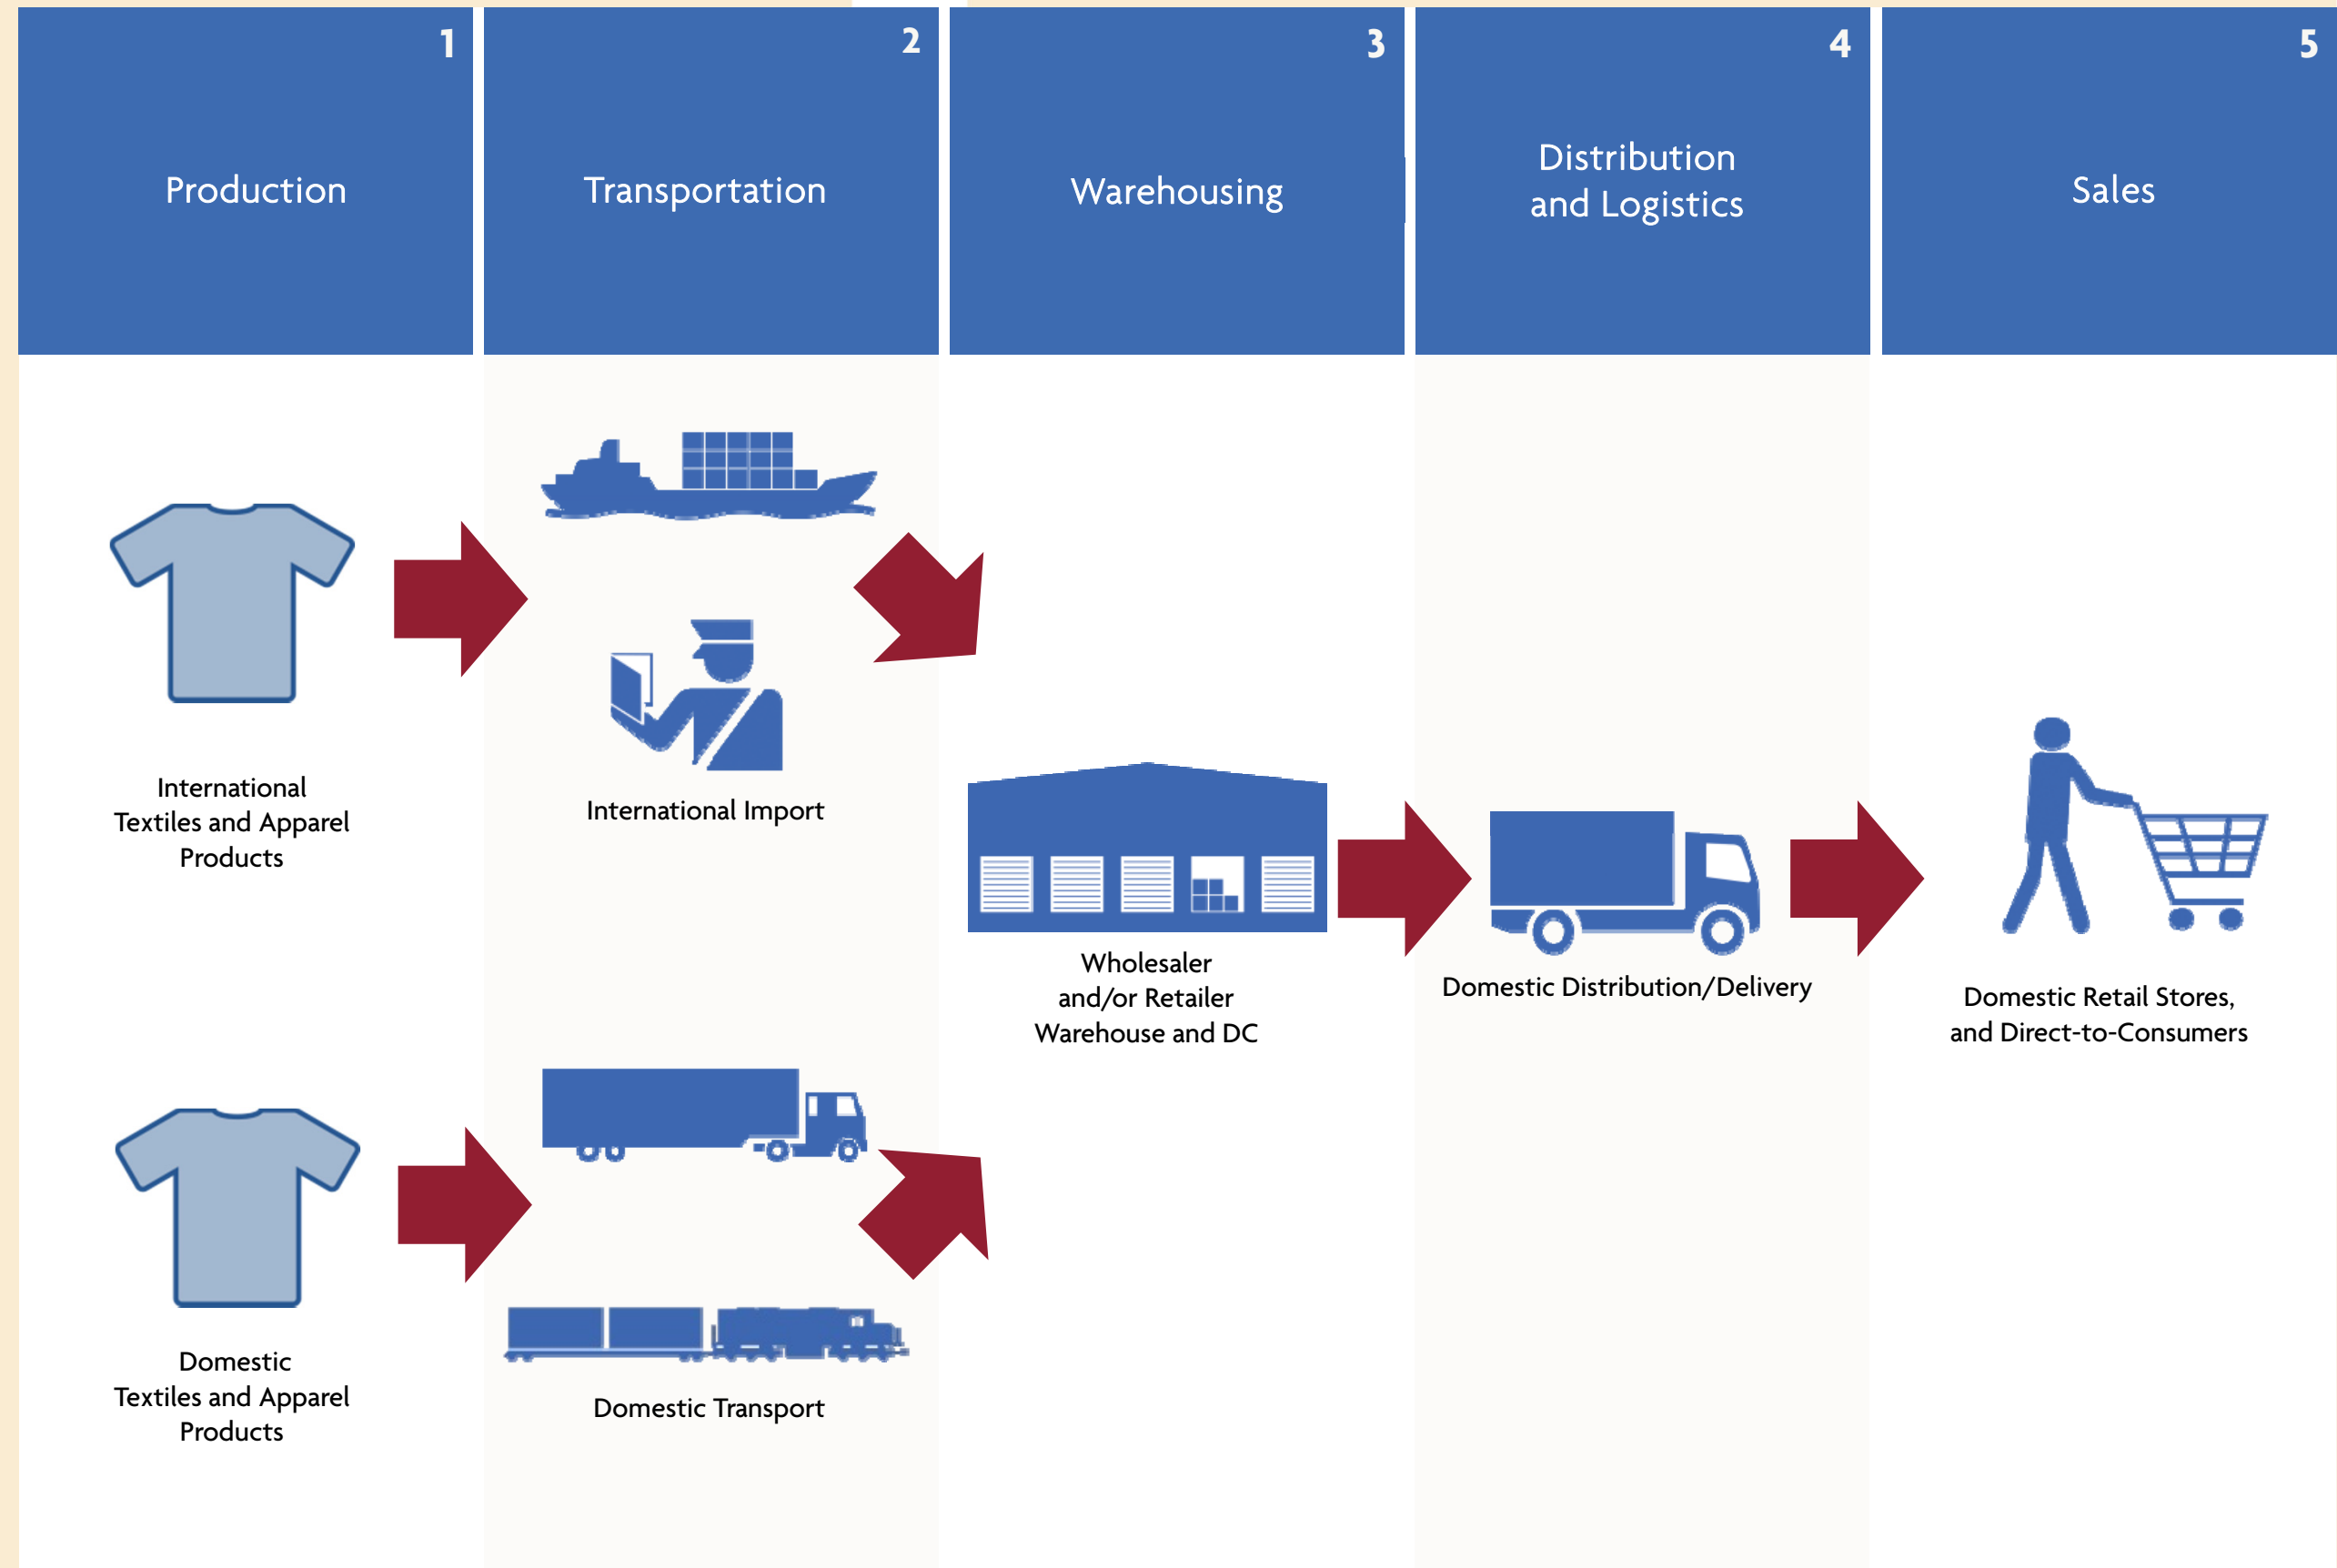 1
Production
2
Transportation
3
Warehousing
4
Distribution
and Logistics
5
Sales
International
Textiles and Apparel
Products
International Import
Domestic
Textiles and Apparel
Products
Domestic Transport
Wholesaler
and/or Retailer
Warehouse and DC
Domestic Distribution/Delivery
Domestic Retail Stores,
and Direct-to-Consumers